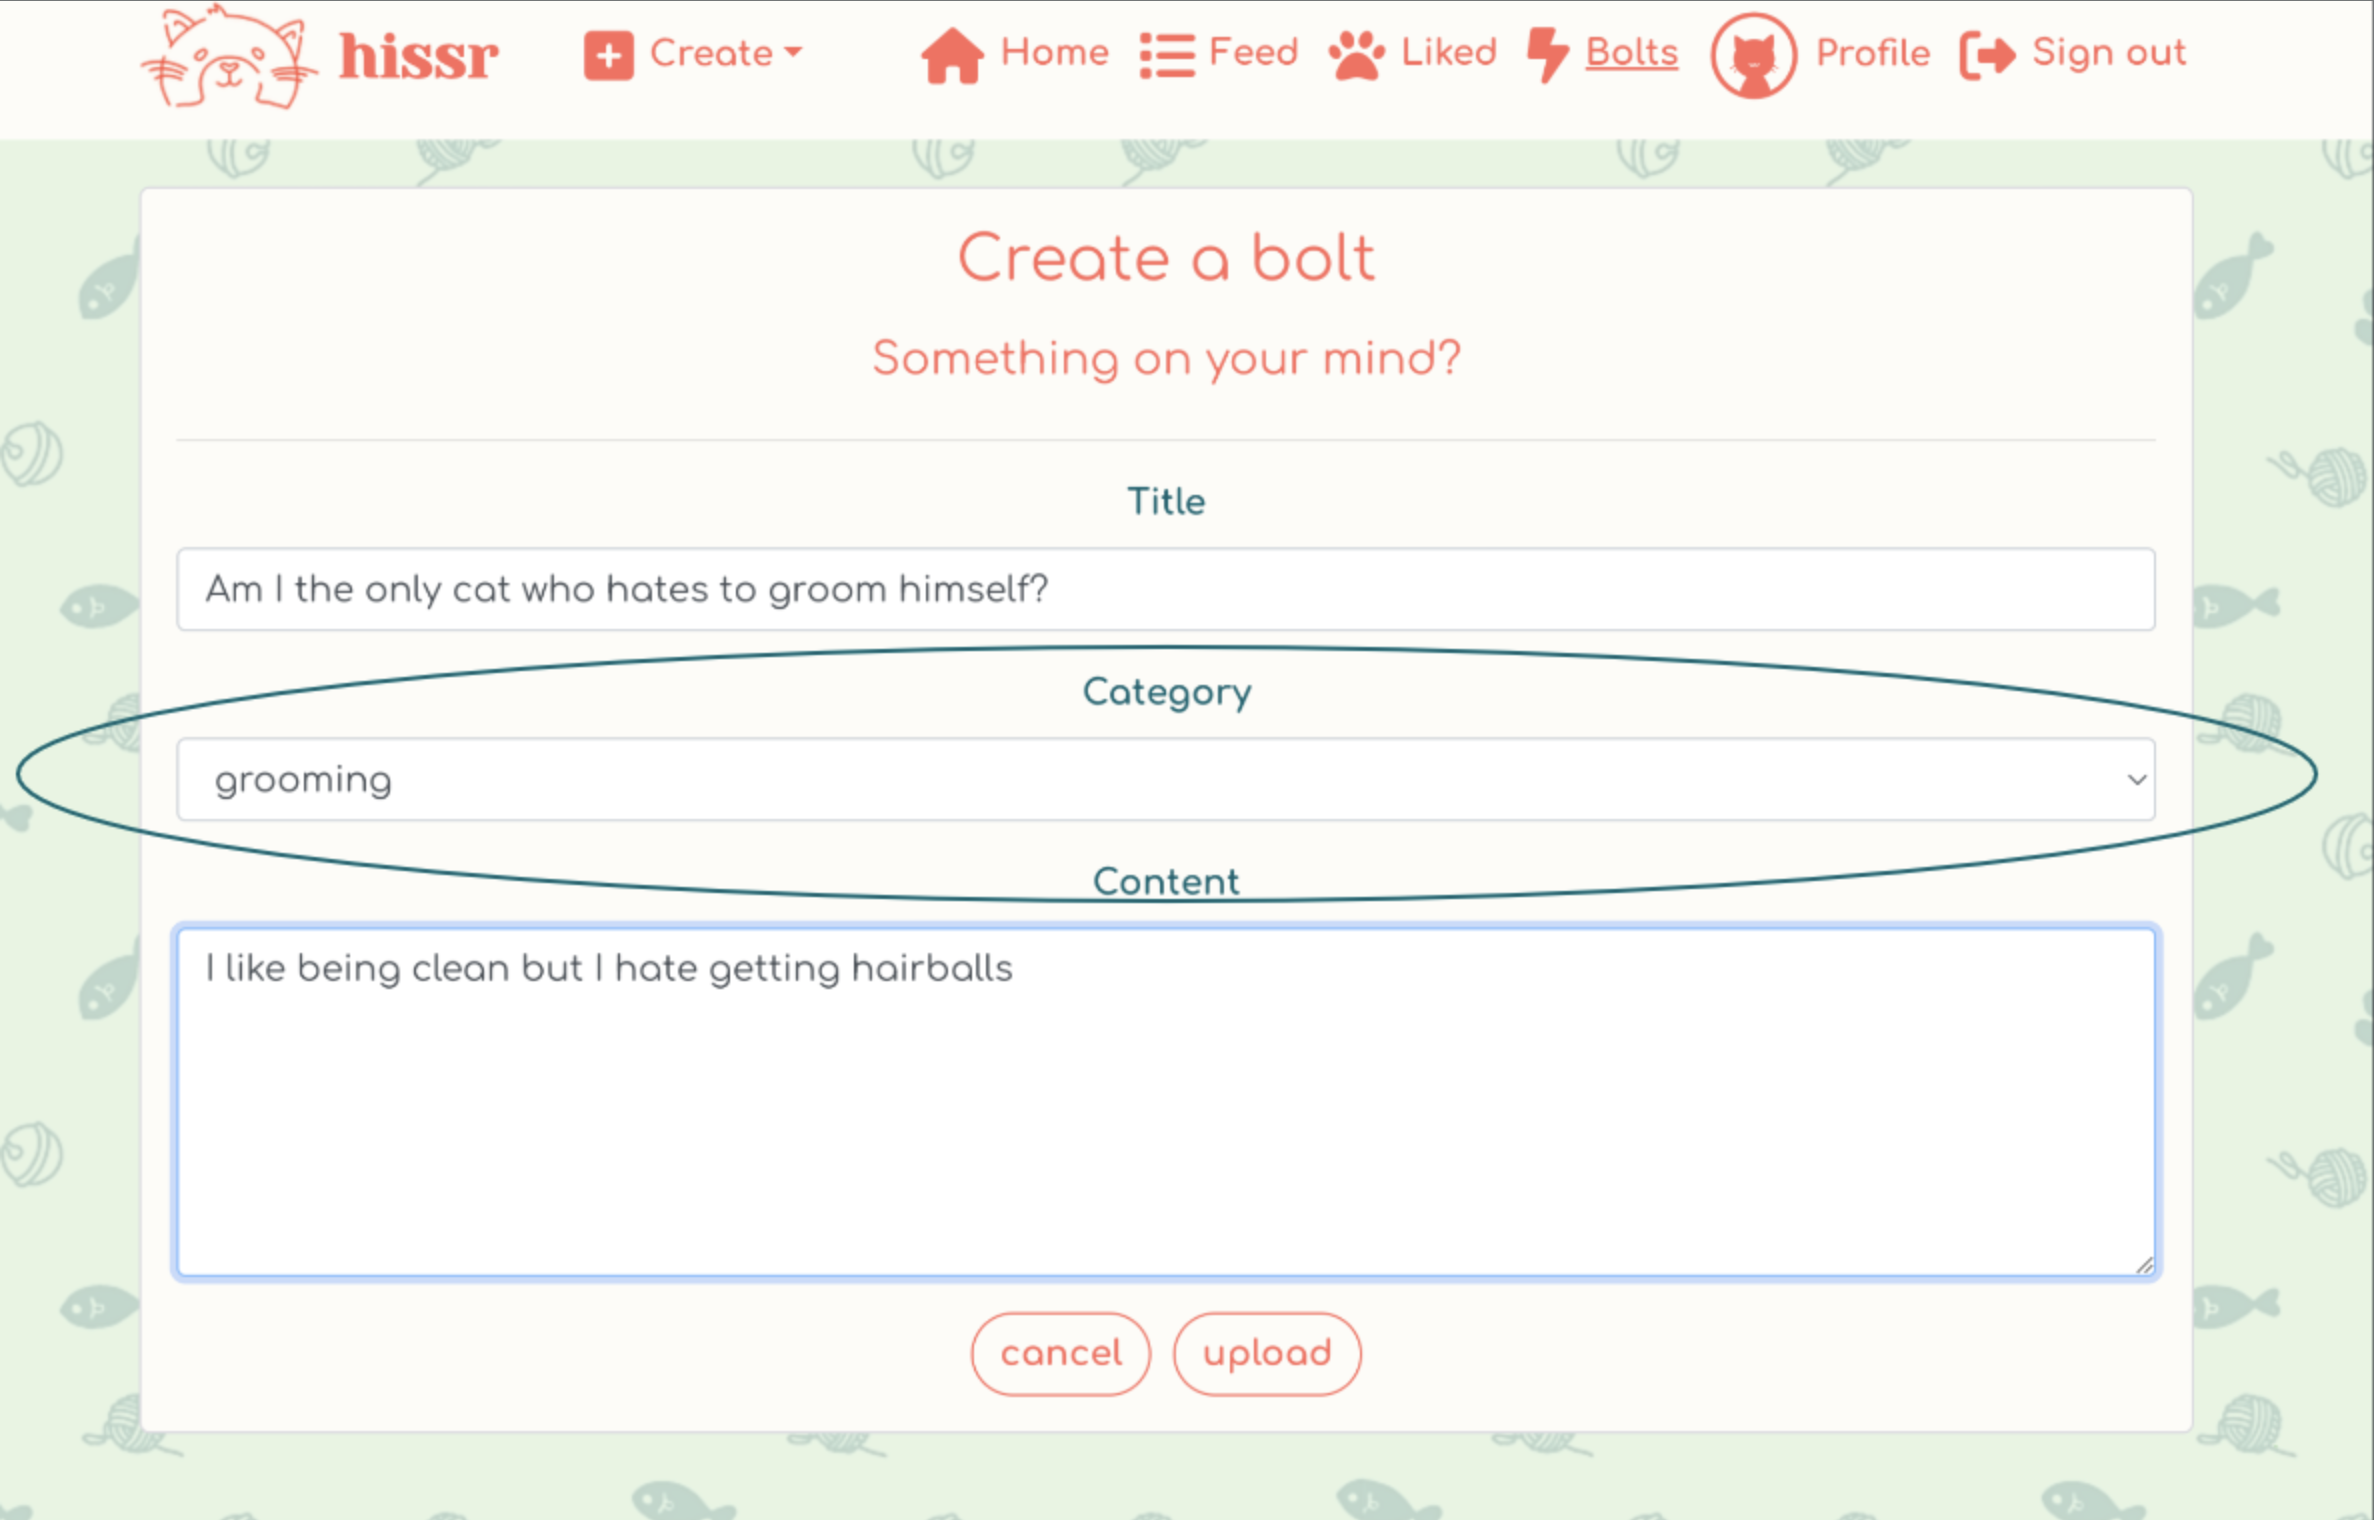 hissr Create Home Feed Liked Bolts Profile Sign out
Create a bolt
Something on your mind?
Title
Am I the only cat who hates to groom himself?
Category
grooming
Content
I like being clean but I hate getting hairballs
cancel upload